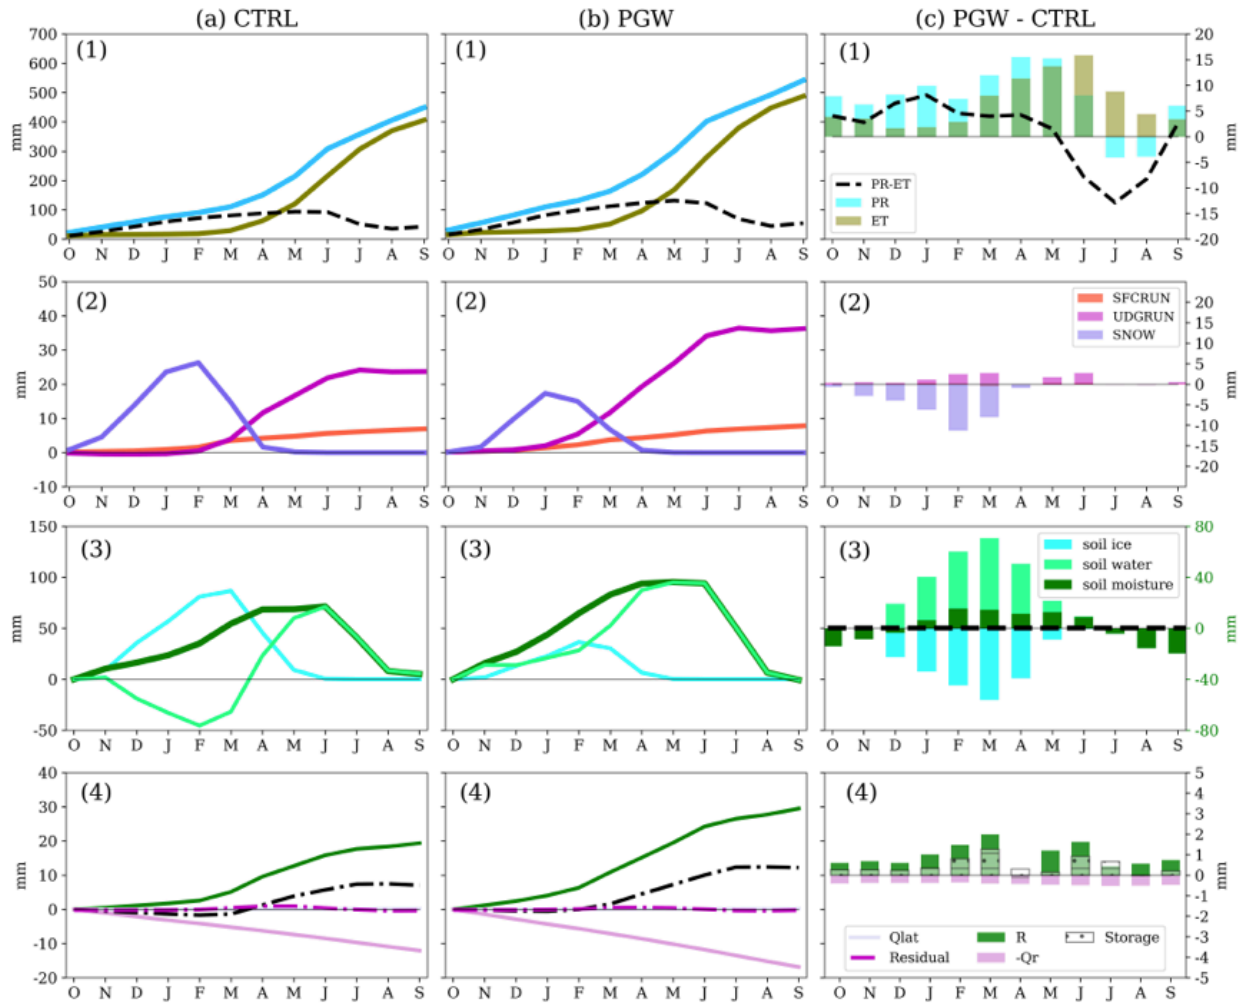 (a) CTRL (b) PGW (c) PGW - CTRL
700 600 500 400 300 200 100 0
mm
(1)
O N D J F M A M J J A S
(1)
O N D J F M A M J J A S
(1)
PR-ET
PR
ET
20 15 10 5 0 -5 -10 -15 -20
mm
O N D J F M A M J J A S
50 40 30 20 10 0 -10
mm
(2)
O N D J F M A M J J A S
(2)
O N D J F M A M J J A S
(2)
SFCRUN
UDGRUN
SNOW
20 15 10 5 0 -5 -10 -15 -20
mm
O N D J F M A M J J A S
150 100 50 0 -50
mm
(3)
O N D J F M A M J J A S
(3)
O N D J F M A M J J A S
(3)
soil ice
soil water
soil moisture
80 40 0 -40 -80
mm
O N D J F M A M J J A S
40 30 20 10 0 -10 -20
mm
(4)
O N D J F M A M J J A S
(4)
O N D J F M A M J J A S
(4)
Qlat R Storage
Residual -Qr
5 4 3 2 1 0 -1 -2 -3 -4 -5
mm
O N D J F M A M J J A S